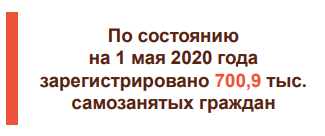 По состоянию
на 1 мая 2020 года
зарегистрировано 700,9 тыс.
самозанятых граждан